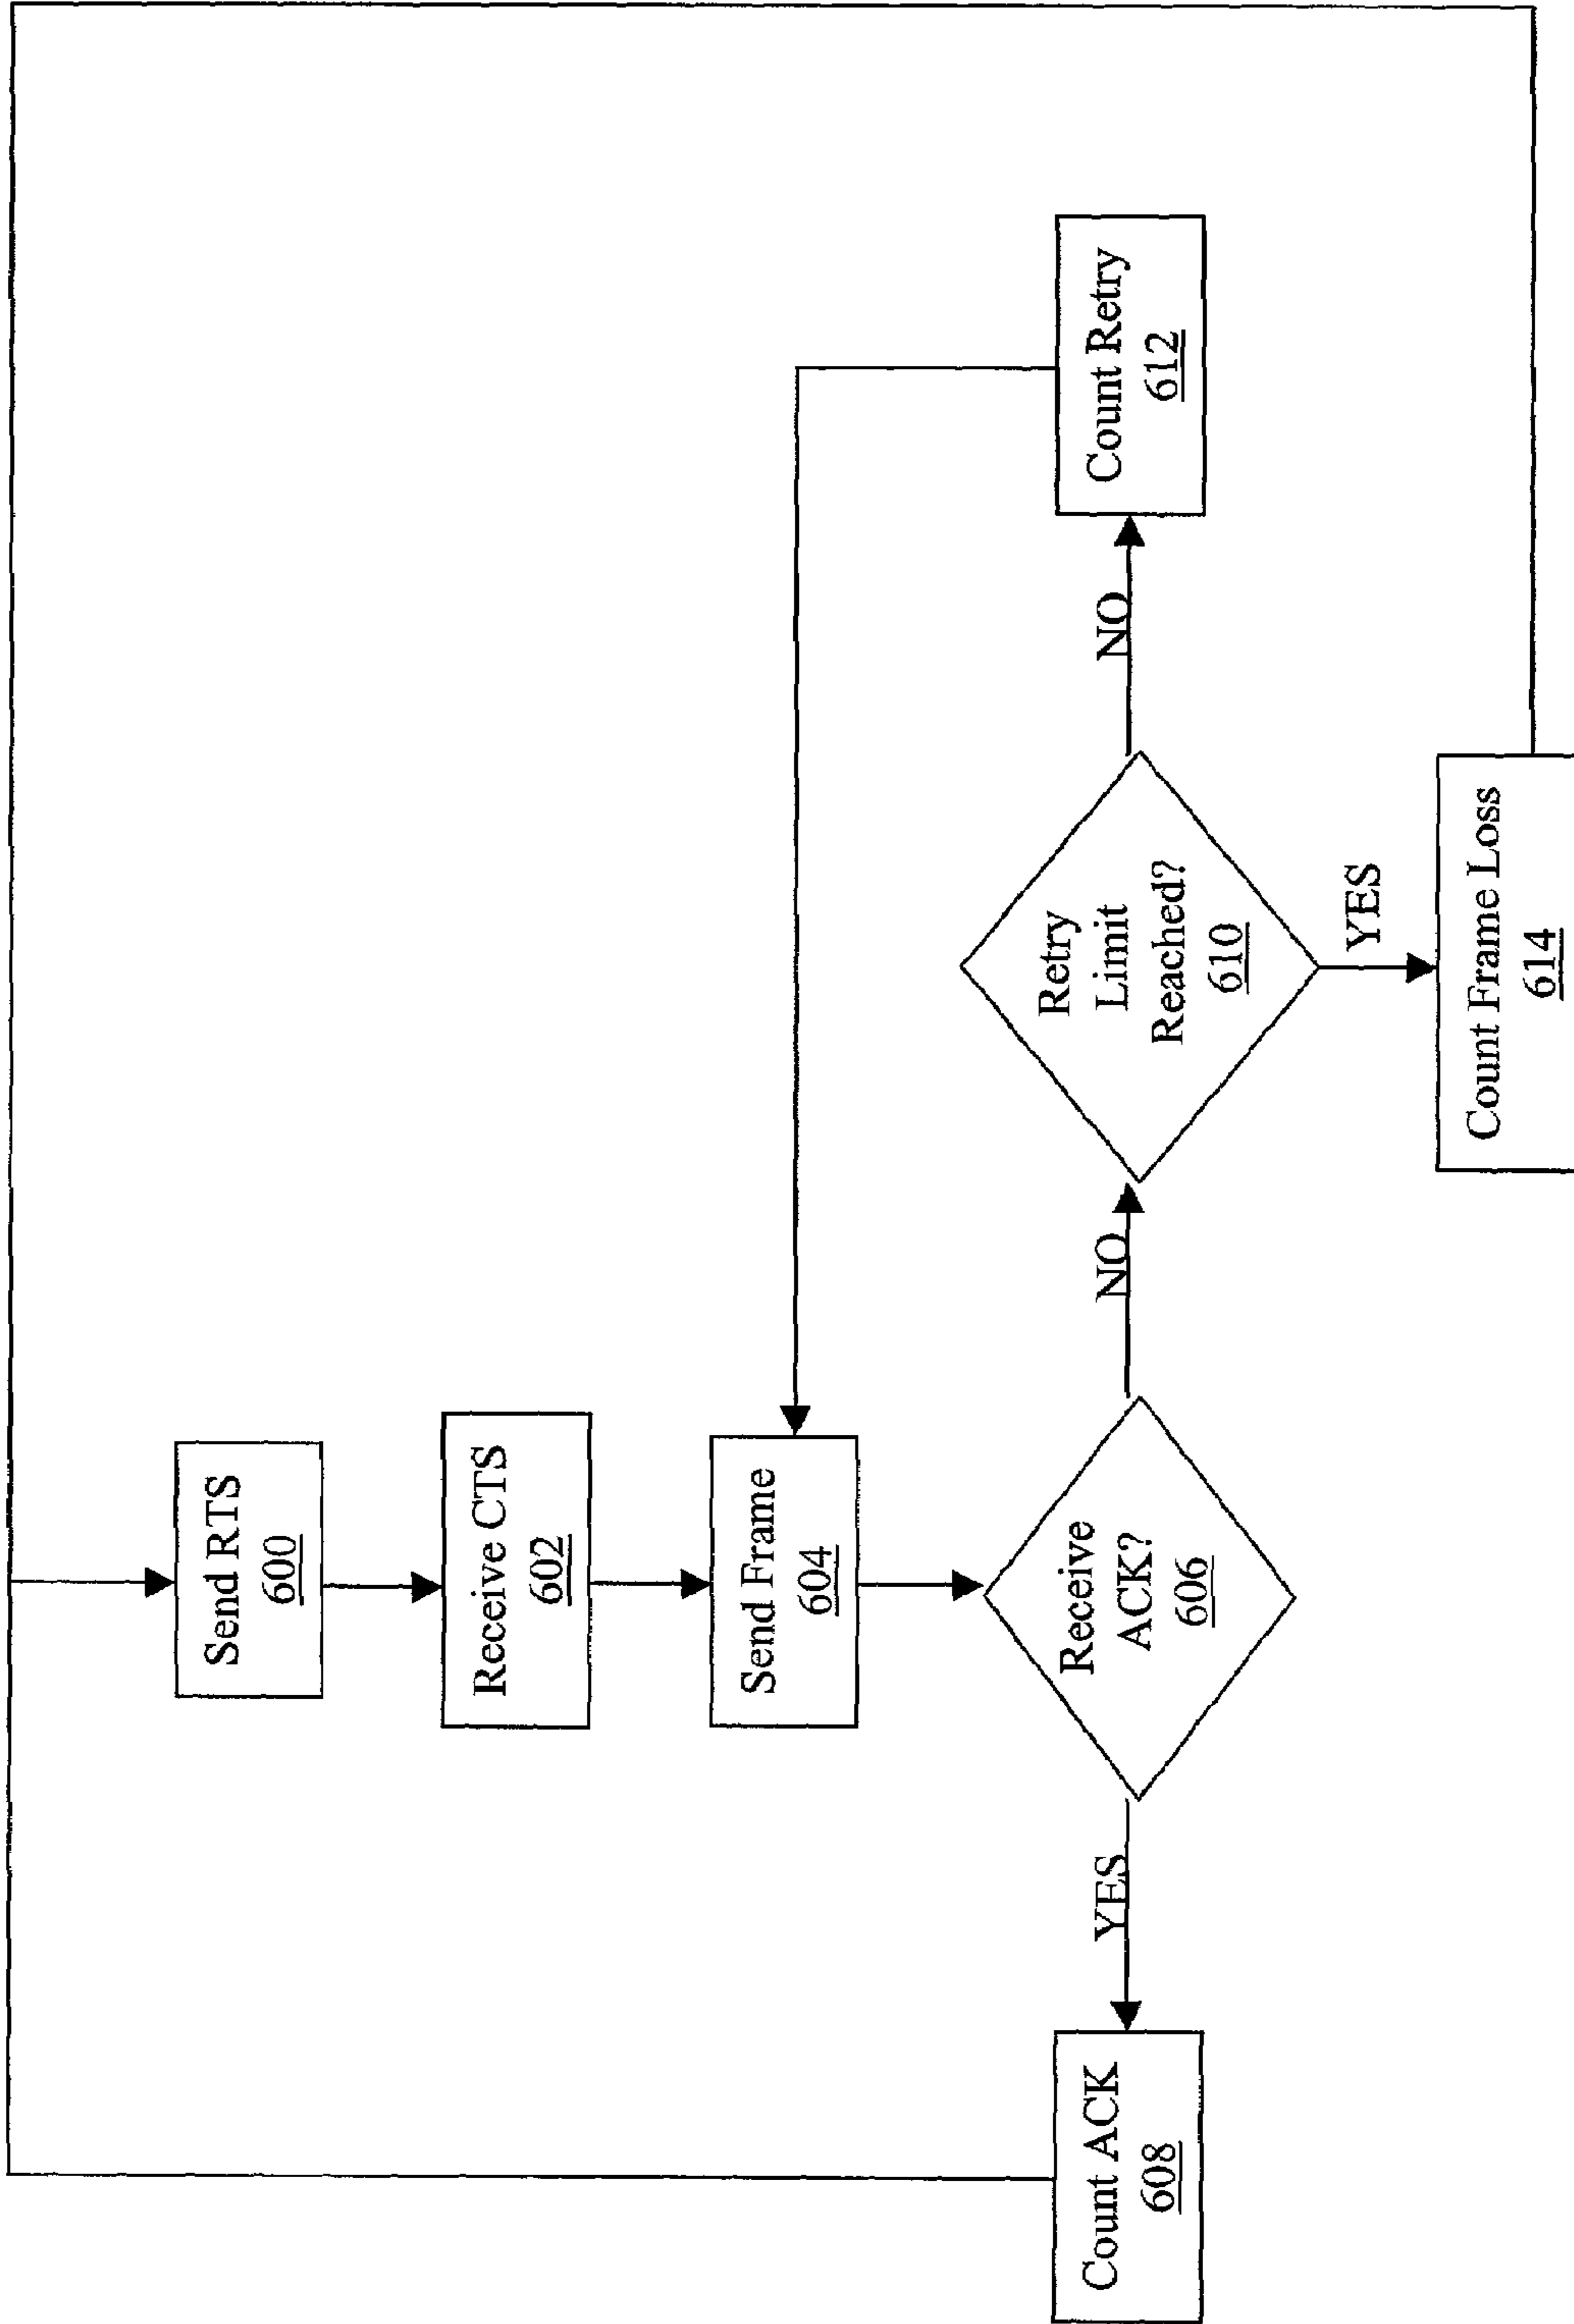 Send RTS
600
Receive CTS
602
Send Frame
604
Receive
ACK?
606
YES
NO
Count ACK
608
Retry
Limit
Reached?
610
NO
YES
Count Retry
612
Count Frame Loss
614